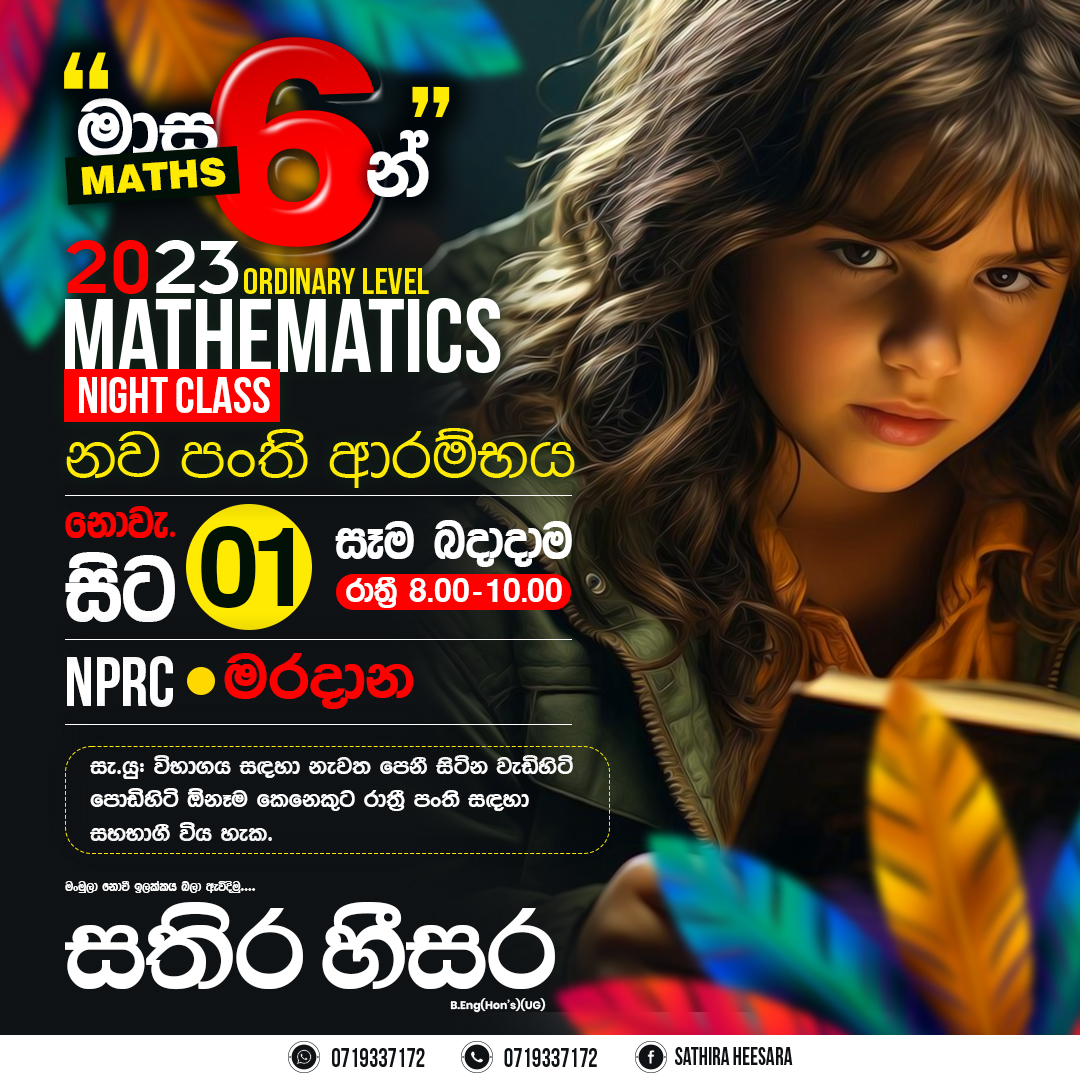 “මාස 6න්”
MATHS
2023 ORDINARY LEVEL
MATHEMATICS
NIGHT CLASS
නව පංති ආරම්භය
නොවැ. 01 සිට
සෑම බදාදාම
රාත්‍රී 8.00-10.00
NPRC • මරදාන
සැ.යු: විභාගය සඳහා නැවත පෙනී සිටින වැඩිහිටි
පොඩිහිටි ඕනෑම කෙනෙකුට රාත්‍රී පංති සඳහා
සහභාගී විය හැක.
මංමුලා නොවී ඉලක්කය බලා ඇවිදිමු....
සතිර හීසර
B.Eng(Hon's)(UG)
0719337172 0719337172 SATHIRA HEESARA